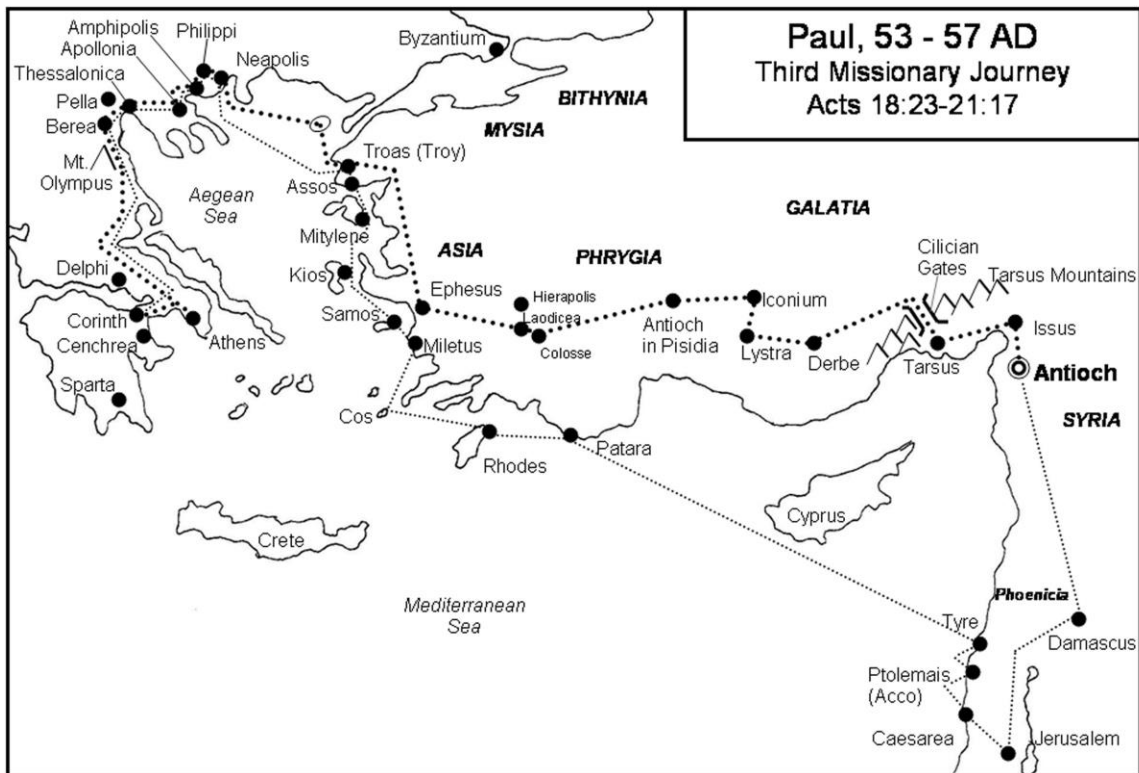 Paul, 53 - 57 AD
Third Missionary Journey
Acts 18:23-21:17
Amphipolis
Philippi
Apollonia
Thessalonica
Neapolis
Byzantium
Pella
Berea
BITHYNIA
MYSIA
Mt.
Olympus
Troas (Troy)
Assos
Aegean
Sea
Mitylene
GALATIA
ASIA
PHRYGIA
Cilician
Gates
Tarsus Mountains
Delphi
Kios
Ephesus
Hierapolis
Laodicea
Colosse
Iconium
Corinth
Samos
Antioch
in Pisidia
Issus
Cenchrea
Athens
Miletus
Lystra
Derbe
Tarsus
Antioch
Sparta
Cos
SYRIA
Rhodes
Patara
Crete
Cyprus
Mediterranean
Sea
Phoenicia
Tyre
Damascus
Ptolemais
(Acco)
Caesarea
Jerusalem